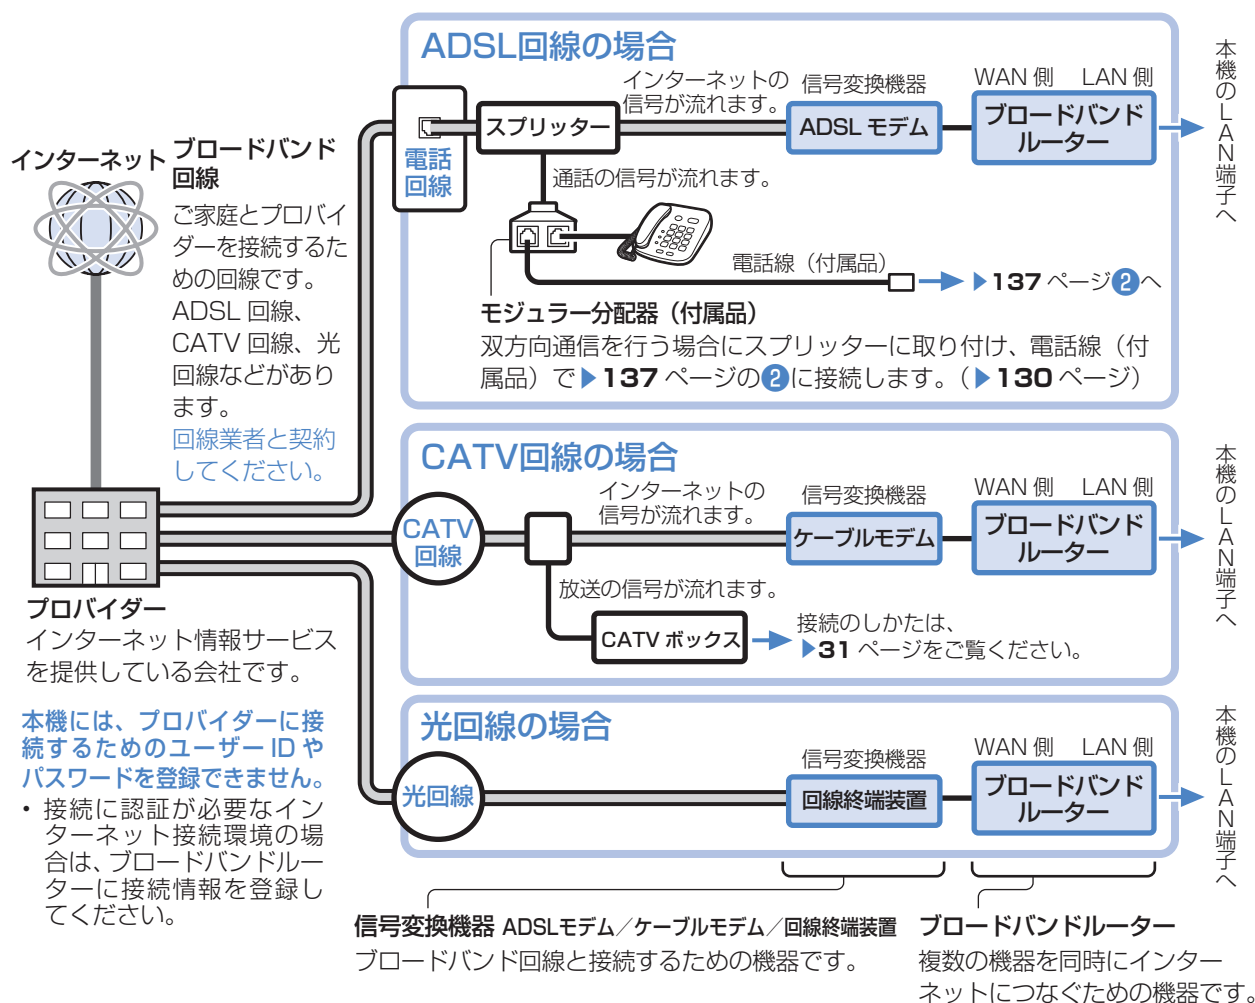 インターネット
ブロードバンド
回線
ご家庭とプロバイ
ダーを接続するた
めの回線です。
ADSL 回線、
CATV 回線、光
回線などがあり
ます。
回線業者と契約
してください。
プロバイダー
インターネット情報サービス
を提供している会社です。
本機には、プロバイダーに接
続するためのユーザー ID や
パスワードを登録できません。
• 接続に認証が必要なイン
ターネット接続環境の場
合は、ブロードバンドルー
ターに接続情報を登録し
てください。
ADSL回線の場合
電話
回線
スプリッター
インターネットの
信号が流れます。
信号変換機器
ADSL モデム
WAN 側 LAN 側
ブロードバンド
ルーター
本機のLAN端子へ
通話の信号が流れます。
電話線（付属品）
▶137 ページ②へ
モジュラー分配器（付属品）
双方向通信を行う場合にスプリッターに取り付け、電話線（付
属品）で▶137 ページの②に接続します。（▶130 ページ）
CATV回線の場合
CATV
回線
インターネットの
信号が流れます。
信号変換機器
ケーブルモデム
WAN 側 LAN 側
ブロードバンド
ルーター
本機のLAN端子へ
放送の信号が流れます。
CATV ボックス
接続のしかたは、
▶31 ページをご覧ください。
光回線の場合
光回線
信号変換機器
回線終端装置
WAN 側 LAN 側
ブロードバンド
ルーター
本機のLAN端子へ
信号変換機器 ADSLモデム／ケーブルモデム／回線終端装置
ブロードバンド回線と接続するための機器です。
ブロードバンドルーター
複数の機器を同時にインター
ネットにつなぐための機器です。